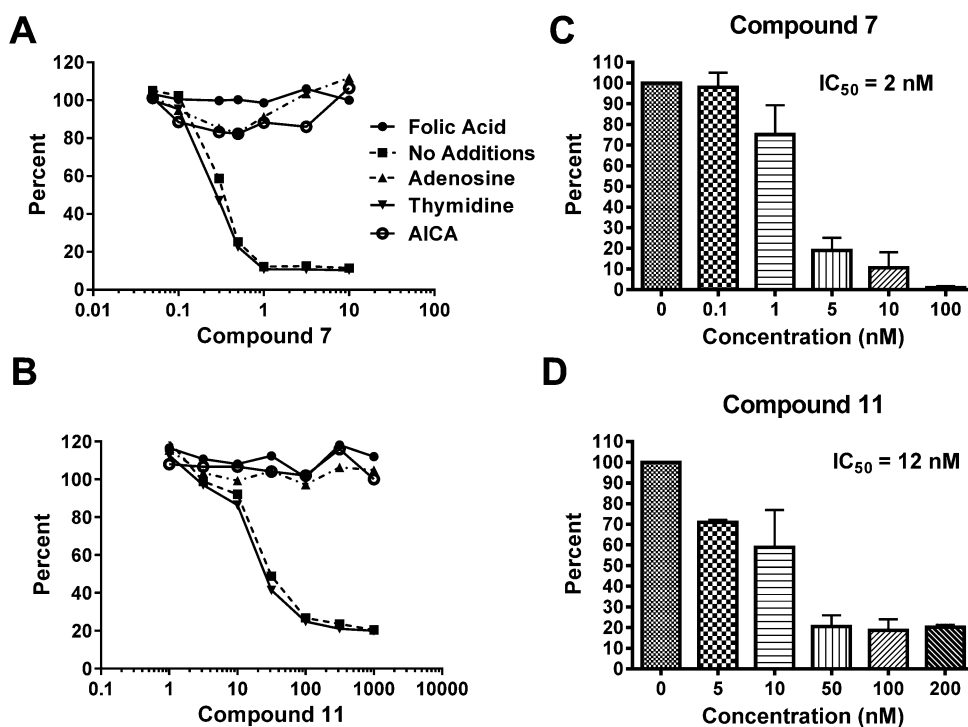 A
120
100
80
60
40
20
0
Percent
0.01 0.1 1 10 100
Compound 7
Folic Acid
No Additions
Adenosine
Thymidine
AICA
B
120
100
80
60
40
20
0
Percent
0.1 1 10 100 1000 10000
Compound 11
C
Compound 7
IC50 = 2 nM
110
100
90
80
70
60
50
40
30
20
10
0
Percent
0 0.1 1 5 10 100
Concentration (nM)
D
Compound 11
IC50 = 12 nM
110
100
90
80
70
60
50
40
30
20
10
0
Percent
0 5 10 50 100 200
Concentration (nM)